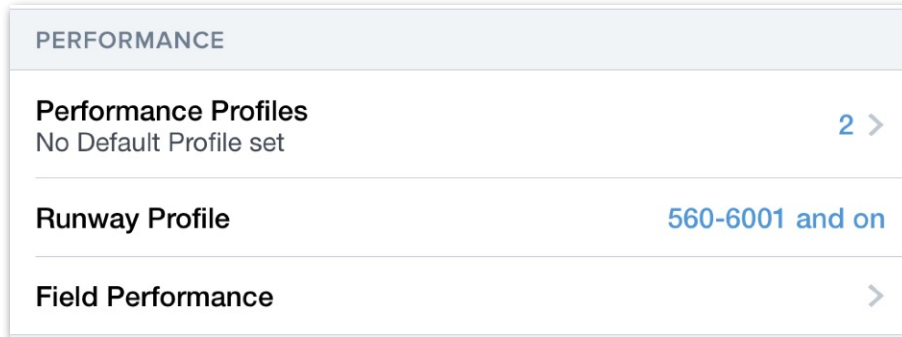 PERFORMANCE
Performance Profiles
No Default Profile set
2
Runway Profile
560-6001 and on
Field Performance